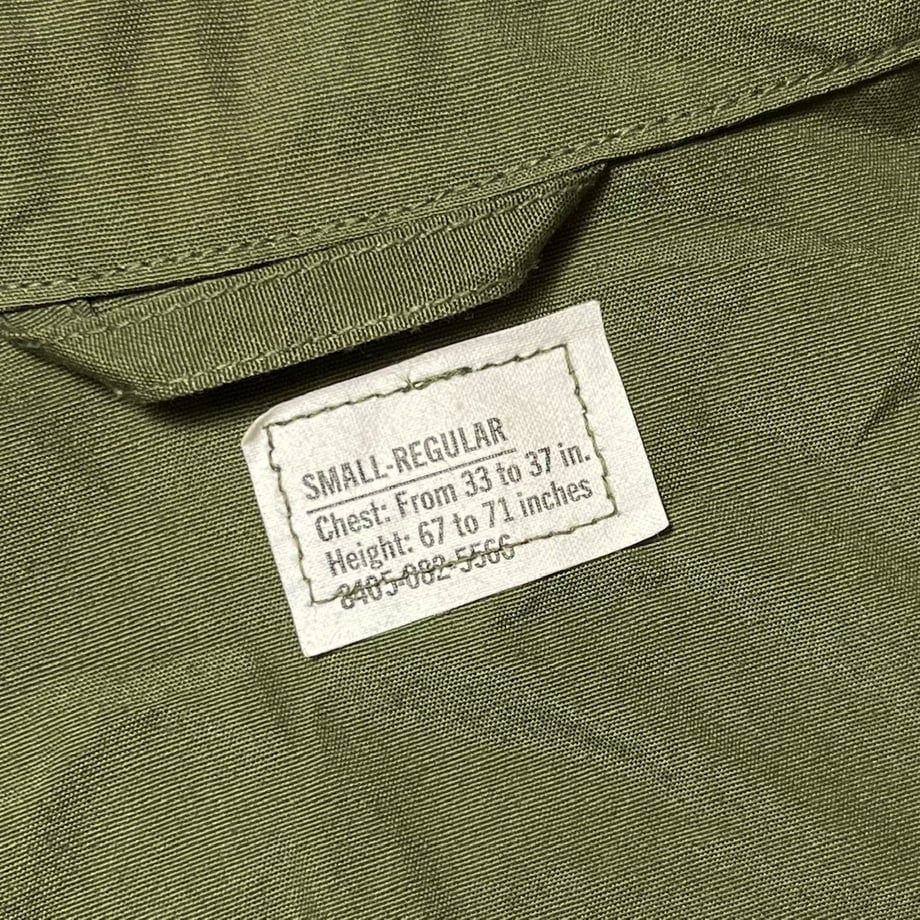 SMALL-REGULAR
Chest: From 33 to 37 in.
Height: 67 to 71 inches
8405-082-5566